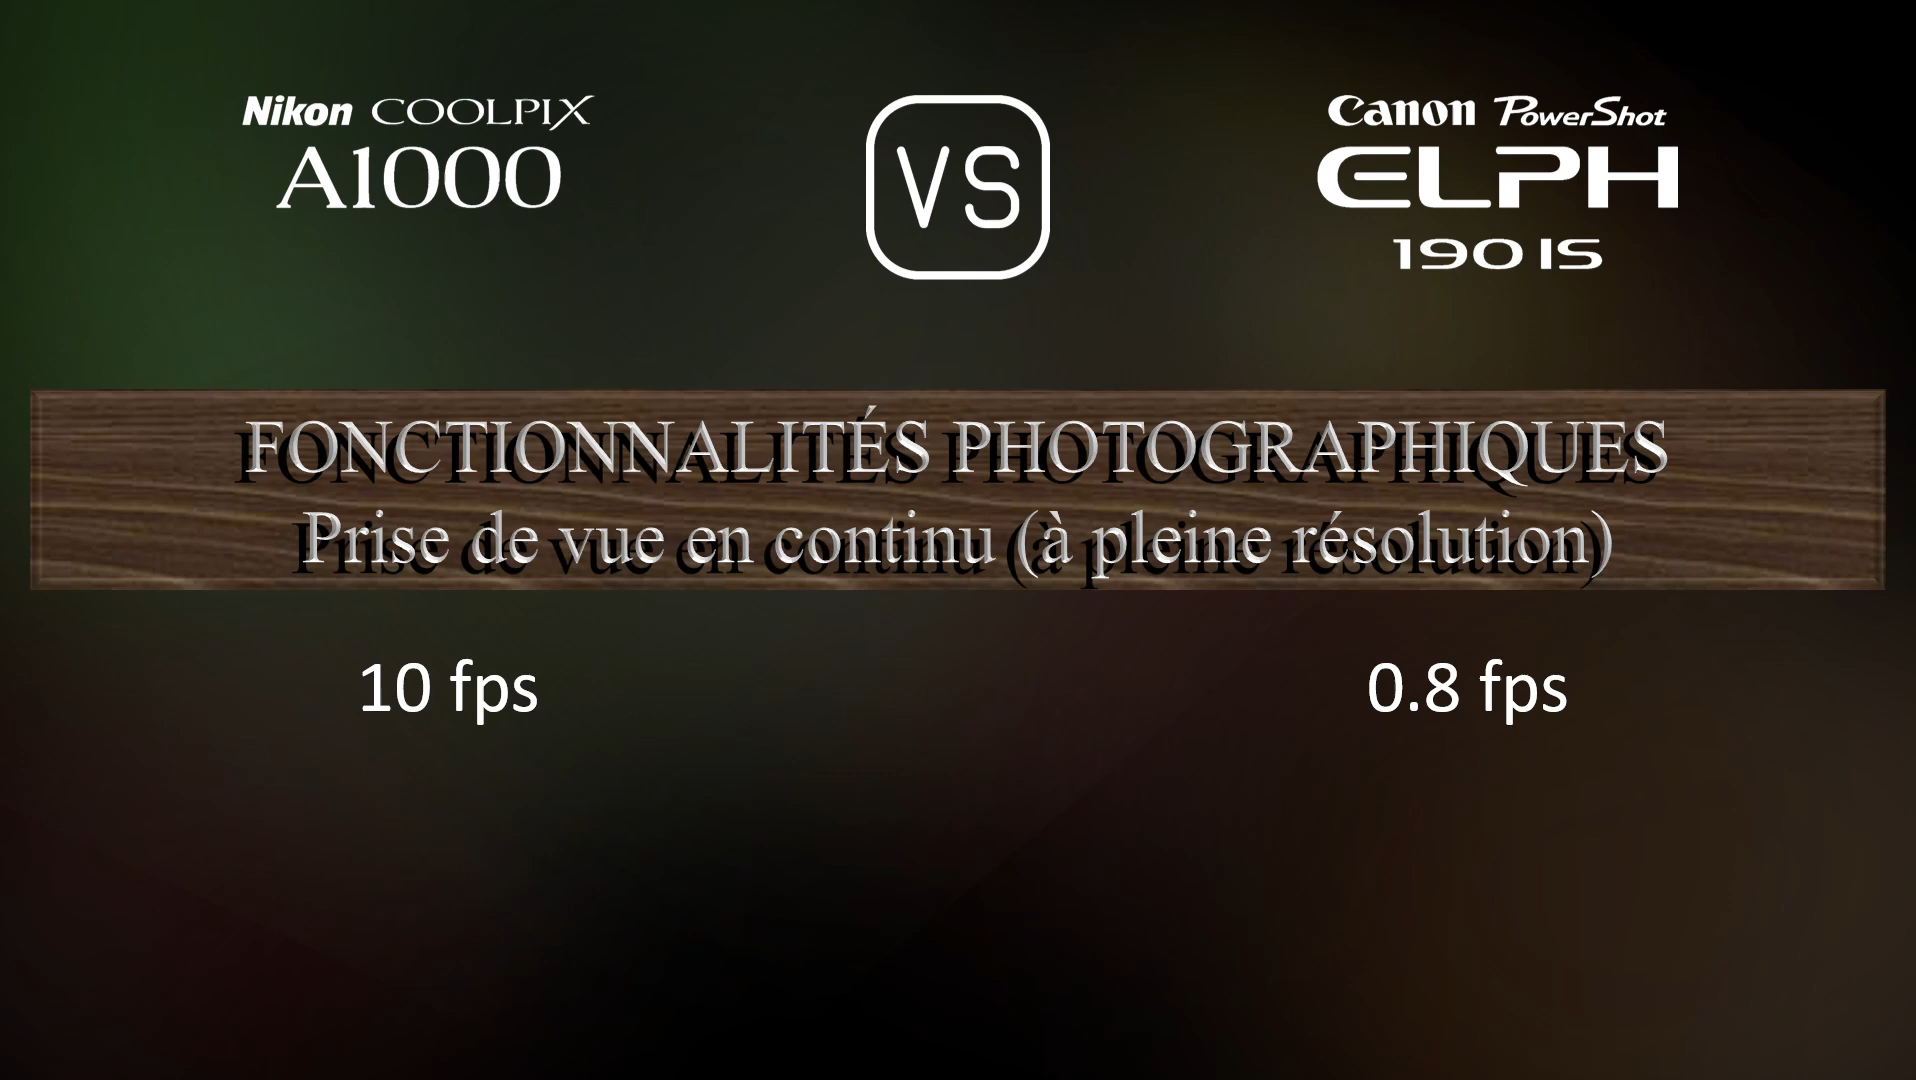 Nikon COOLPIX
A1000
VS
Canon PowerShot
ELPH
190 IS
FONCTIONNALITÉS PHOTOGRAPHIQUES
Prise de vue en continu (à pleine résolution)
10 fps
0.8 fps